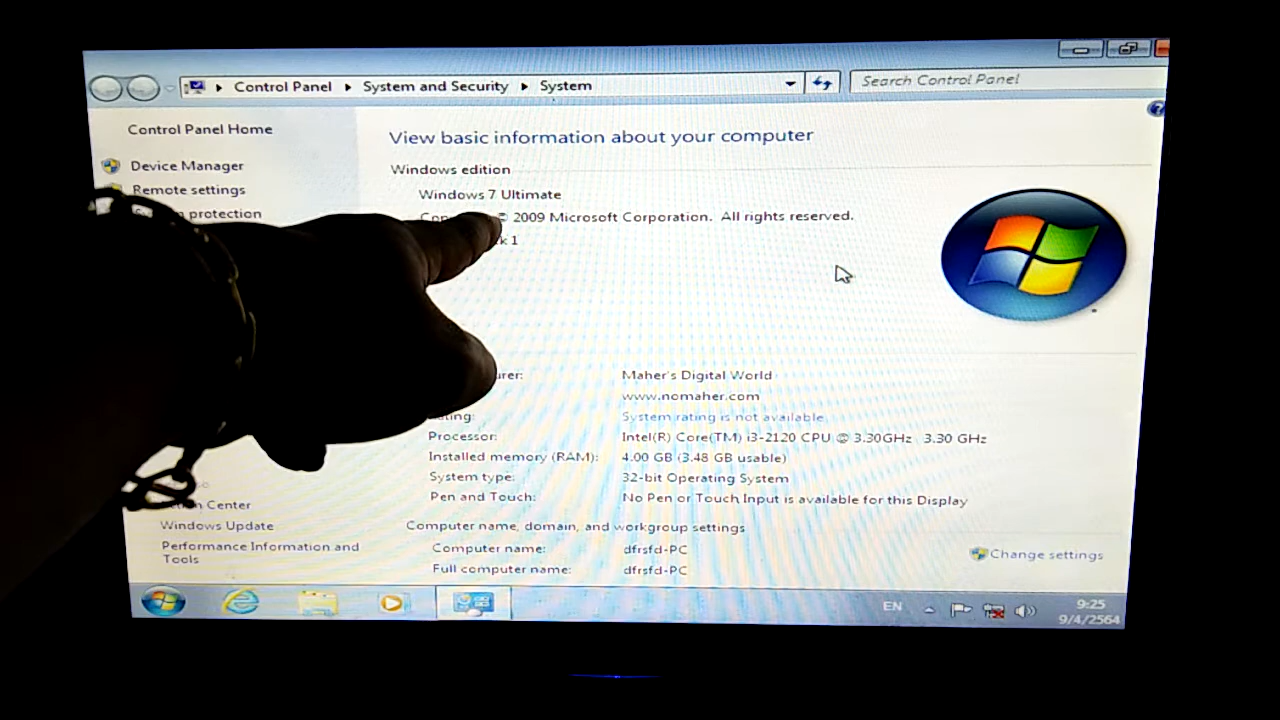 Control Panel System and Security System
Search Control Panel
Control Panel Home
Device Manager
Remote settings
protection
Action Center
Windows Update
Performance Information and
Tools
View basic information about your computer
Windows edition
Windows 7 Ultimate
© 2009 Microsoft Corporation. All rights reserved.
k 1
Maher's Digital World
www.nomaher.com
System rating is not available
Processor: Intel(R) Core(TM) i3-2120 CPU @ 3.30GHz 3.30 GHz
Installed memory (RAM): 4.00 GB (3.48 GB usable)
System type: 32-bit Operating System
Pen and Touch: No Pen or Touch Input is available for this Display
Computer name, domain, and workgroup settings
Computer name: dfrsfd-PC
Change settings
Full computer name: dfrsfd-PC
EN
9:25
9/4/2564